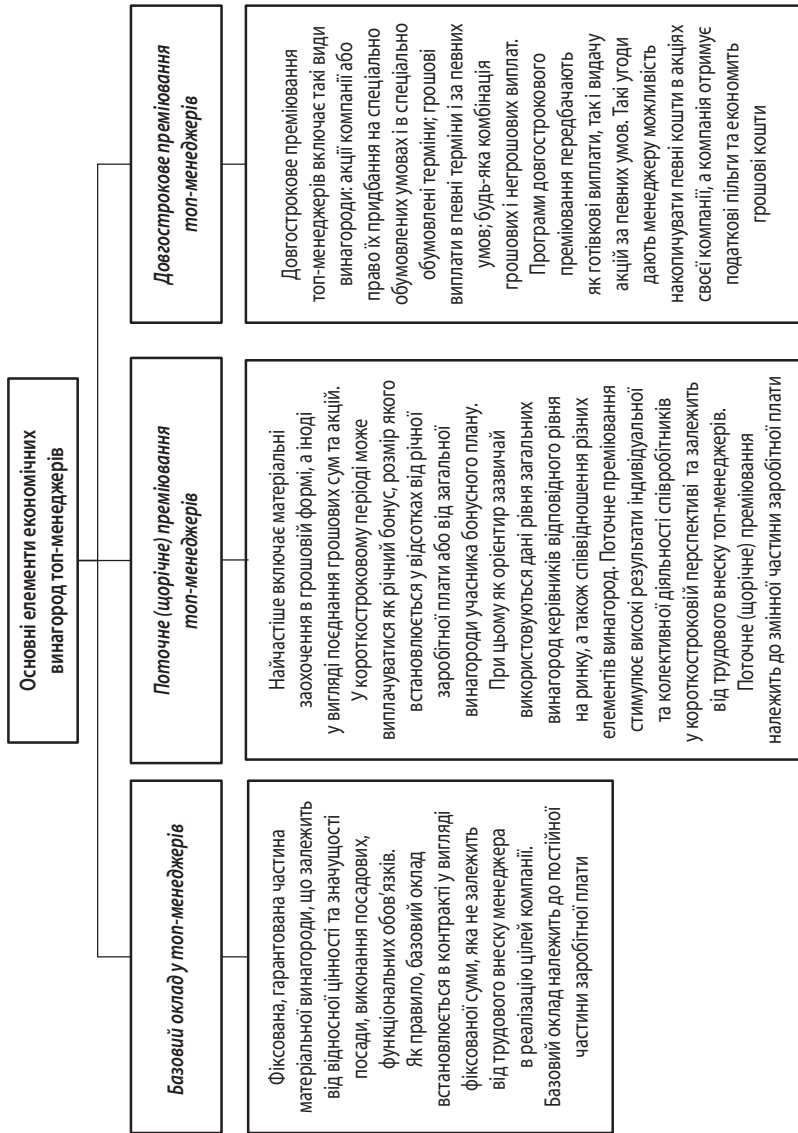 Основні елементи економічних
винагород топ-менеджерів
Базовий оклад у топ-менеджерів
Фіксована, гарантована частина
матеріальної винагороди, що залежить
від відносної цінності та значущості
посади, виконання посадових,
функціональних обов’язків.
Як правило, базовий оклад
встановлюється в контракті у вигляді
фіксованої суми, яка не залежить
від трудового внеску менеджера
в реалізацію цілей компанії.
Базовий оклад належить до постійної
частини заробітної плати
Поточне (щорічне) преміювання
топ-менеджерів
Найчастіше включає матеріальні
заохочення в грошовій формі, а іноді
у вигляді поєднання грошових сум та акцій.
У короткостроковому періоді може
виплачуватися як річний бонус, розмір якого
встановлюється у відсотках від річної
заробітної плати або від загальної
винагороди учасника бонусного плану.
При цьому як орієнтир зазвичай
використовуються дані рівня загальних
винагород керівників відповідного рівня
на ринку, а також співвідношення різних
елементів винагород. Поточне преміювання
стимулює високі результати індивідуальної
та колективної діяльності співробітників
у короткостроковій перспективі  та залежить
від трудового внеску топ-менеджерів.
Поточне (щорічне) преміювання
належить до змінної частини заробітної плати
Довгострокове преміювання
топ-менеджерів
Довгострокове преміювання
топ-менеджерів включає такі види
винагороди: акції компанії або
право їх придбання на спеціально
обумовлених умовах і в спеціально
обумовлені терміни; грошові
виплати в певні терміни і за певних
умов; будь-яка комбінація
грошових і негрошових виплат.
Програми довгострокового
преміювання передбачають
як готівкові виплати, так і видачу
акцій за певних умов. Такі угоди
дають менеджеру можливість
накопичувати певні кошти в акціях
своєї компанії, а компанія отримує
податкові пільги та економить
грошові кошти